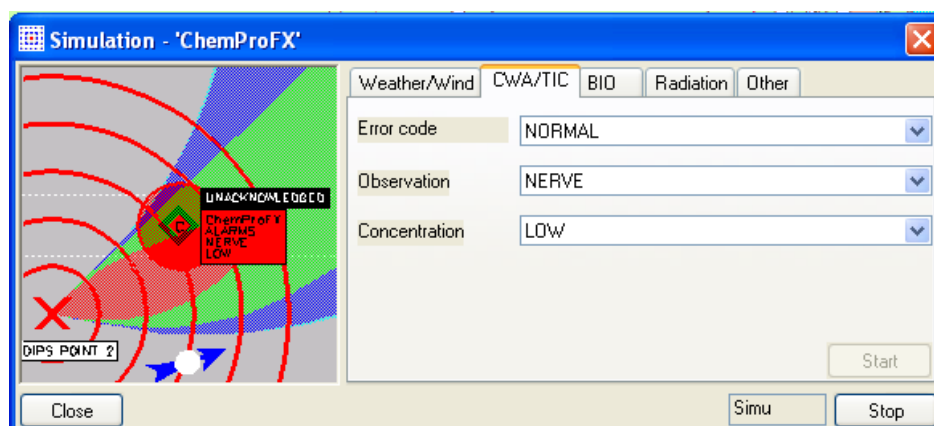 Simulation - 'ChemProFX'
UNACKNOWLEDGED
C
ChemProFX
ALARMS
NERVE
LOW
DIPS POINT 2
Weather/Wind CWA/TIC BIO Radiation Other
Error code NORMAL
Observation NERVE
Concentration LOW
Start
Close Simu Stop